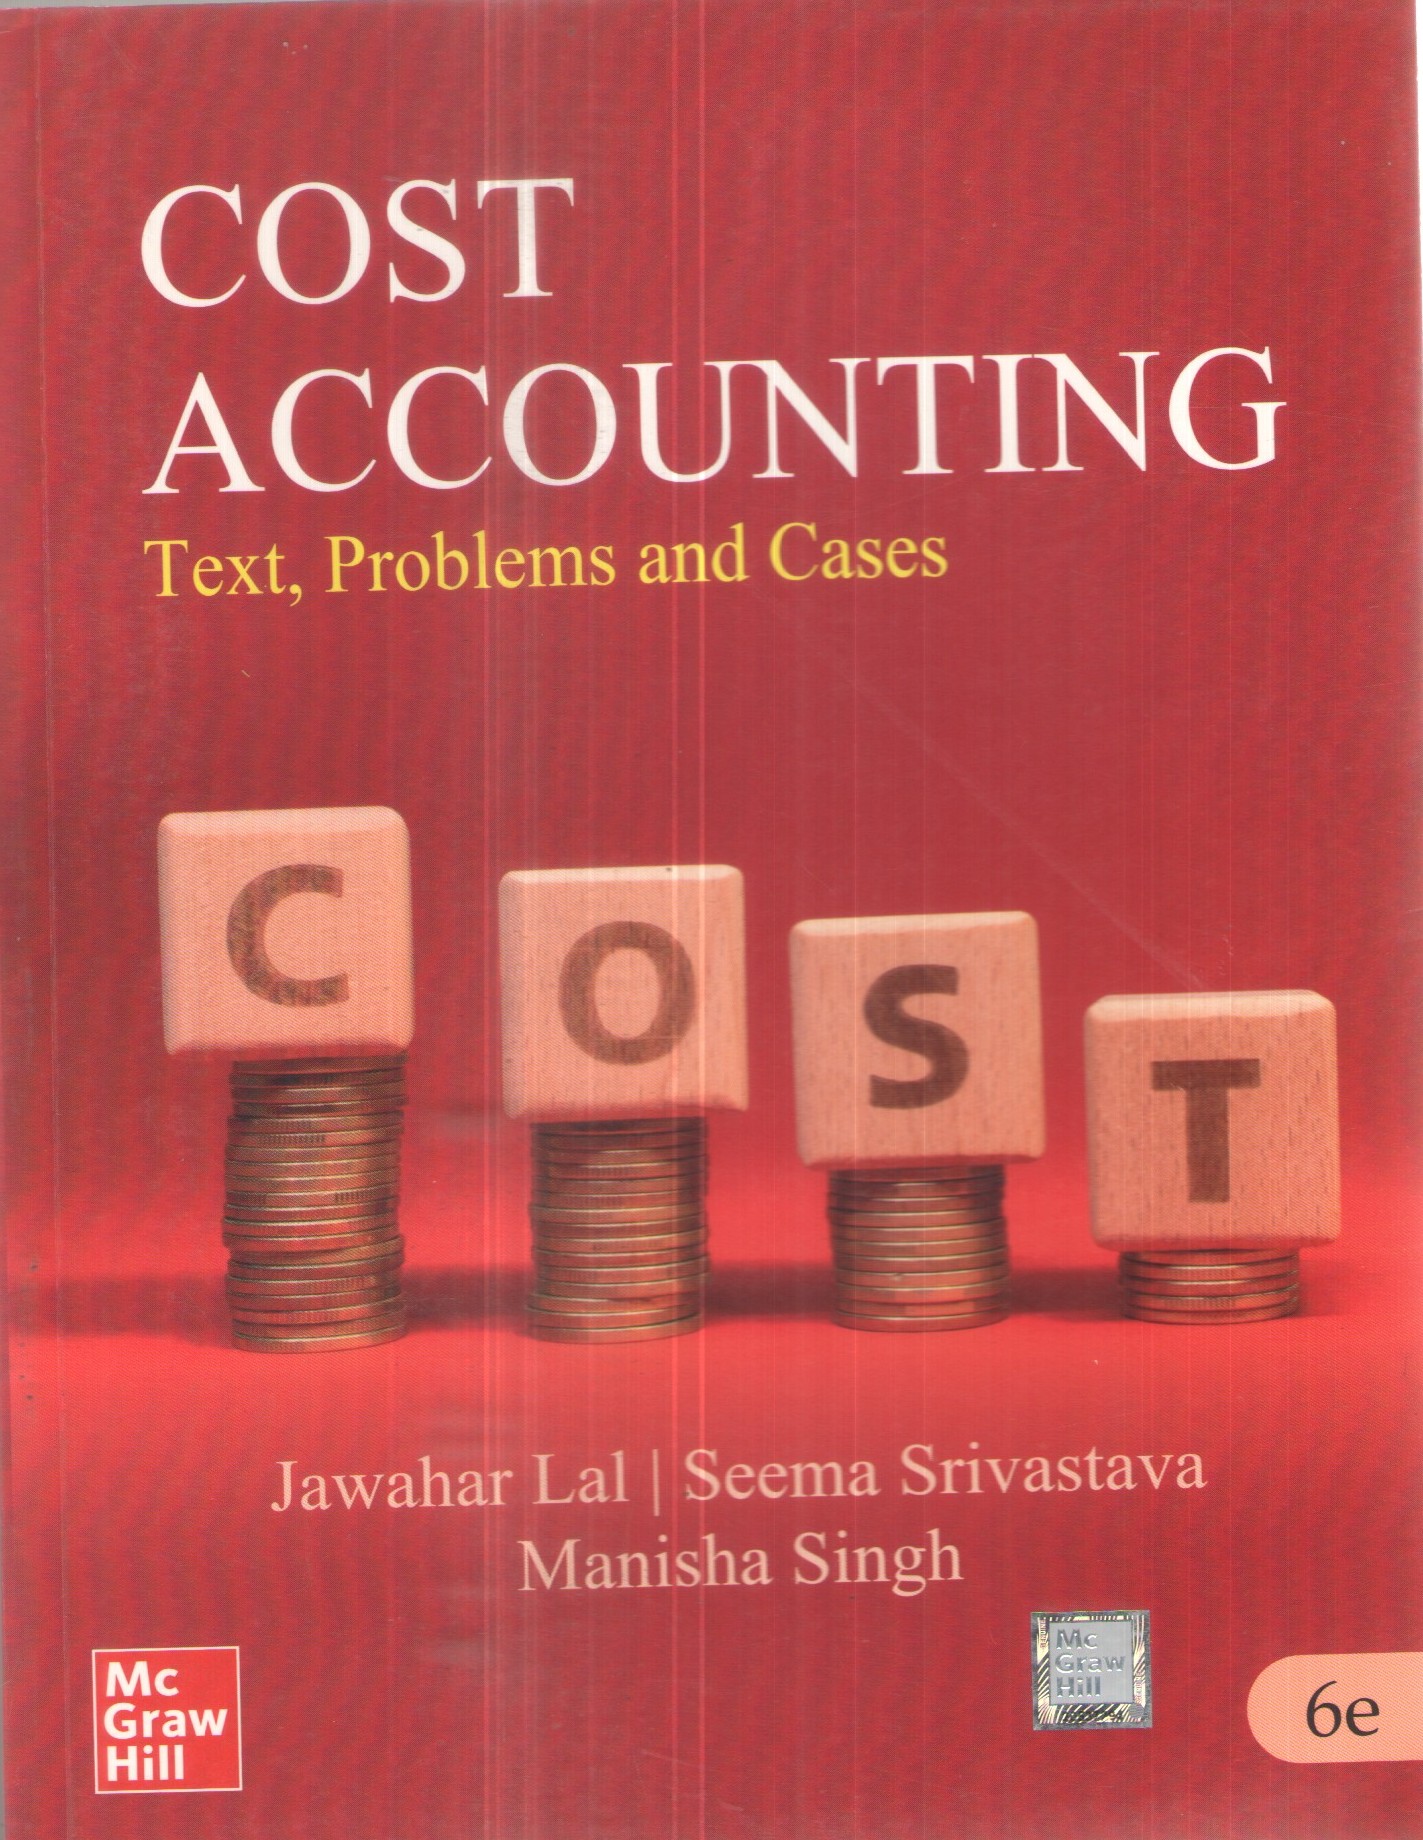 COST
ACCOUNTING
Text, Problems and Cases
C O S T
Jawahar Lal | Seema Srivastava
Manisha Singh
Mc
Graw
Hill
Mc
Graw
Hill
6e